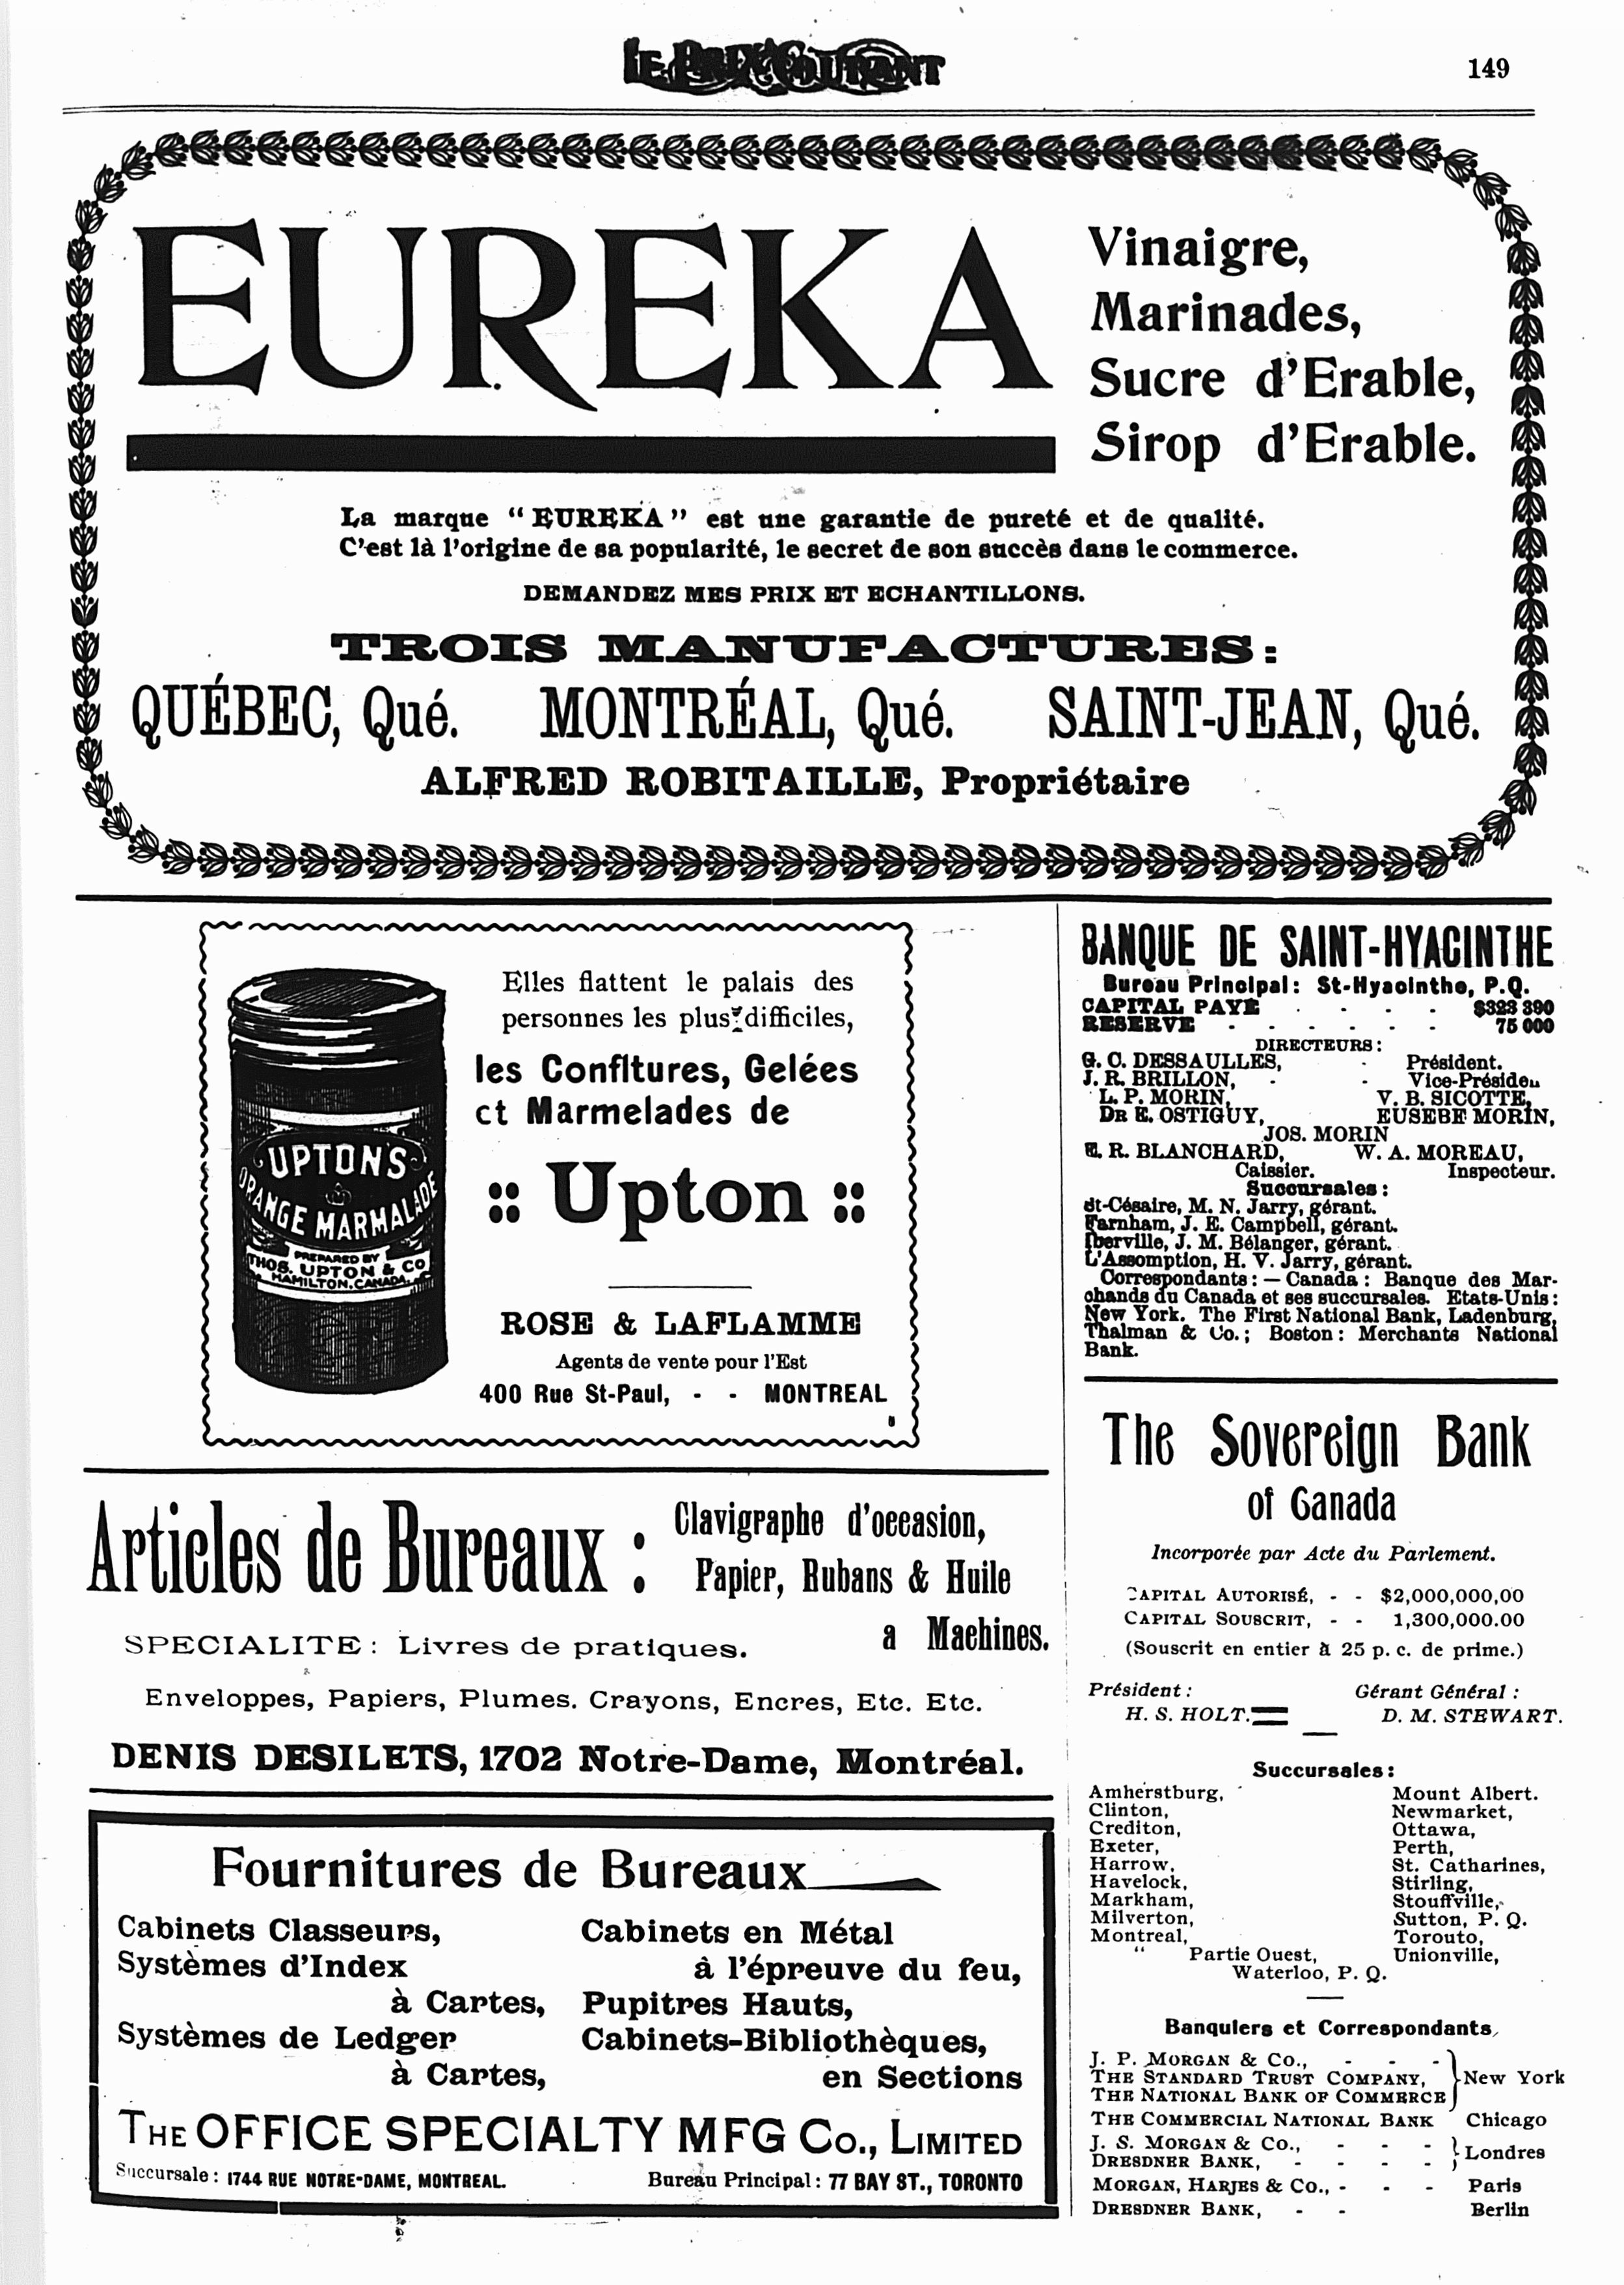 LE PRIX COURANT
149
EUREKA
Vinaigre,
Marinades,
Sucre d'Erable,
Sirop d'Erable.
La marque “EUREKA” est une garantie de pureté et de qualité.
C'est là l'origine de sa popularité, le secret de son succès dans le commerce.
DEMANDEZ MES PRIX ET ECHANTILLONS.
TROIS MANUFACTURES:
QUÉBEC, Qué. MONTRÉAL, Qué. SAINT-JEAN, Qué.
ALFRED ROBITAILLE, Propriétaire
UPTON'S
ORANGE MARMALADE
PREPARED BY
THOS. UPTON & CO
HAMILTON. CANADA.
Elles flattent le palais des
personnes les plus difficiles,
les Confitures, Gelées
et Marmelades de
:: Upton ::
ROSE & LAFLAMME
Agents de vente pour l'Est
400 Rue St-Paul, - - MONTREAL
Articles de Bureaux :
Clavigraphe d'occasion,
Papier, Rubans & Huile
a Machines.
SPECIALITE: Livres de pratiques.
Enveloppes, Papiers, Plumes. Crayons, Encres, Etc. Etc.
DENIS DESILETS, 1702 Notre-Dame, Montréal.
Fournitures de Bureaux
Cabinets Classeurs,
Systèmes d'Index
à Cartes,
Systèmes de Ledger
à Cartes,
Cabinets en Métal
à l'épreuve du feu,
Pupitres Hauts,
Cabinets-Bibliothèques,
en Sections
THE OFFICE SPECIALTY MFG Co., LIMITED
Succursale: 1744 RUE NOTRE-DAME, MONTREAL. Bureau Principal: 77 BAY ST., TORONTO
BANQUE DE SAINT-HYACINTHE
Bureau Principal: St-Hyacinthe, P.Q.
CAPITAL PAYÉ - - - - $323 390
RESERVE - - - - - - 75 000
DIRECTEURS:
G. C. DESSAULLES, - Président.
J. R. BRILLON, - - Vice-Présiden
L. P. MORIN, V. B. SICOTTE,
DR E. OSTIGUY, EUSEBE MORIN,
JOS. MORIN
E. R. BLANCHARD, W. A. MOREAU,
Caissier. Inspecteur.
Succursales:
St-Césaire, M. N. Jarry, gérant.
Farnham, J. E. Campbell, gérant.
Iberville, J. M. Bélanger, gérant.
L'Assomption, H. V. Jarry, gérant.
Correspondants: — Canada: Banque des Mar-
chands du Canada et ses succursales. Etats-Unis:
New York. The First National Bank, Ladenburg,
Thalman & Co.; Boston: Merchants National
Bank.
The Sovereign Bank
of Canada
Incorporée par Acte du Parlement.
CAPITAL AUTORISÉ, - - $2,000,000,00
CAPITAL SOUSCRIT, - - 1,300,000.00
(Souscrit en entier à 25 p. c. de prime.)
Président: Gérant Général:
H. S. HOLT. D. M. STEWART.
Succursales:
Amherstburg, Mount Albert.
Clinton, Newmarket,
Crediton, Ottawa,
Exeter, Perth,
Harrow, St. Catharines,
Havelock, Stirling,
Markham, Stouffville,
Milverton, Sutton, P. Q.
Montreal, Torouto,
“ Partie Ouest, Unionville,
Waterloo, P. Q.
Banquiers et Correspondants,
J. P. MORGAN & Co., - - -
THE STANDARD TRUST COMPANY, New York
THE NATIONAL BANK OF COMMERCE
THE COMMERCIAL NATIONAL BANK Chicago
J. S. MORGAN & Co., - - -
DRESDNER BANK, - - - - Londres
MORGAN, HARJES & Co., - - - Paris
DRESDNER BANK, - - Berlin